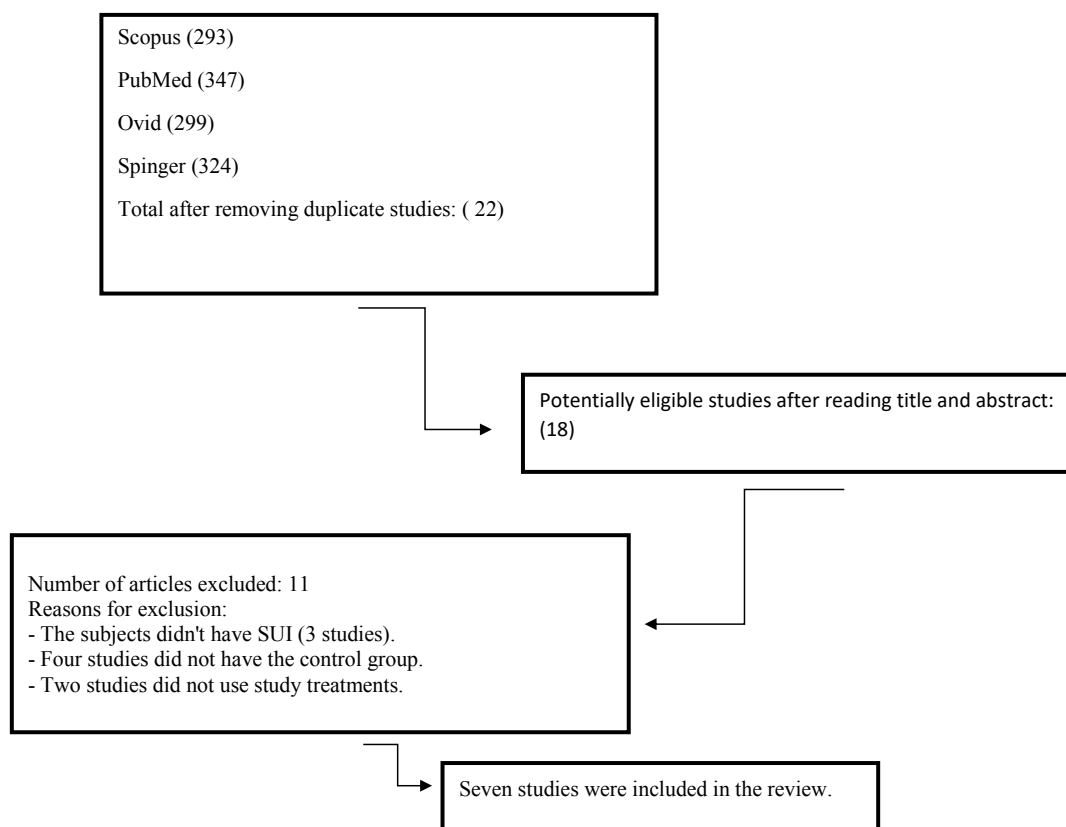 Scopus (293)
PubMed (347)
Ovid (299)
Spinger (324)
Total after removing duplicate studies: ( 22)
Potentially eligible studies after reading title and abstract:
(18)
Number of articles excluded: 11
Reasons for exclusion:
- The subjects didn't have SUI (3 studies).
- Four studies did not have the control group.
- Two studies did not use study treatments.
Seven studies were included in the review.